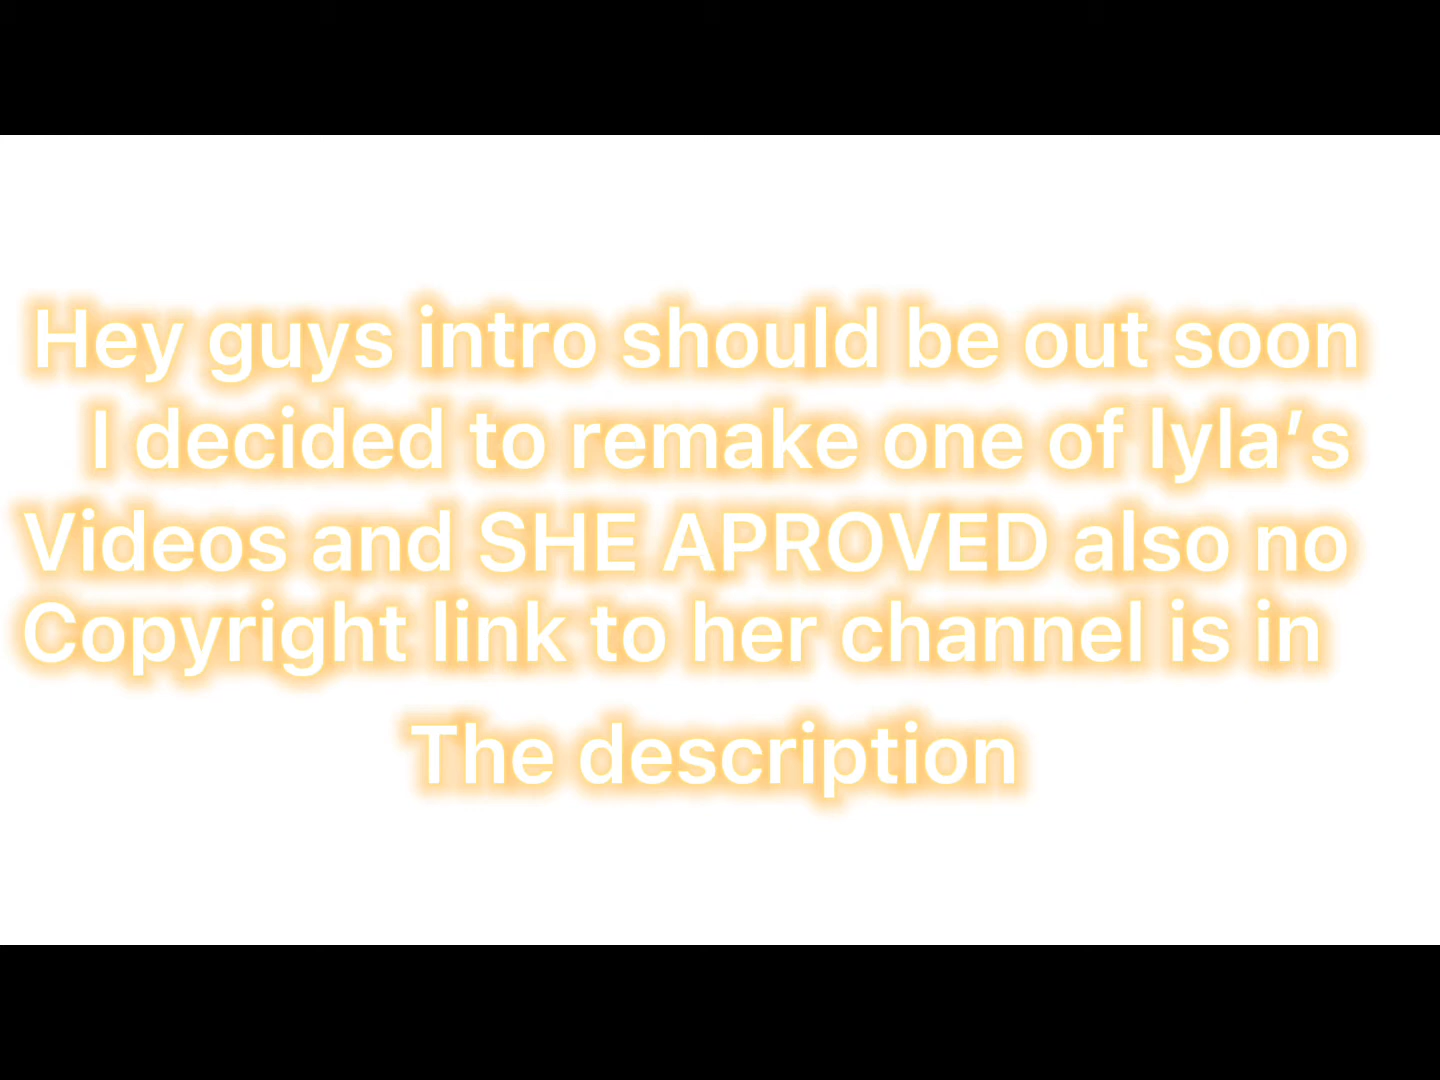 Hey guys intro should be out soon
I decided to remake one of lyla’s
Videos and SHE APROVED also no
Copyright link to her channel is in
The description